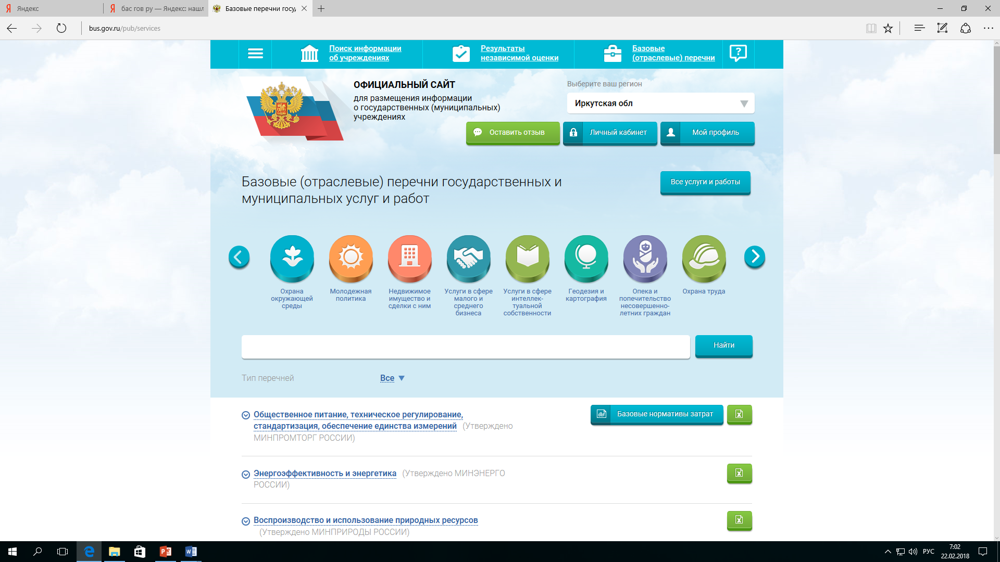 Яндекс
бас гов ру — Яндекс: нашл
Базовые перечни госу
bus.gov.ru/pub/services
Поиск информации
об учреждениях
Результаты
независимой оценки
Базовые
(отраслевые) перечни
ОФИЦИАЛЬНЫЙ САЙТ
для размещения информации
о государственных (муниципальных)
учреждениях
Выберите ваш регион
Иркутская обл
Оставить отзыв
Личный кабинет
Мой профиль
Базовые (отраслевые) перечни государственных и
муниципальных услуг и работ
Все услуги и работы
Охрана
окружающей
среды
Молодежная
политика
Недвижимое
имущество и
сделки с ним
Услуги в сфере
малого и
среднего
бизнеса
Услуги в сфере
интеллек-
туальной
собственности
Геодезия и
картография
Опека и
попечительство
несовершенно-
летних граждан
Охрана труда
Найти
Тип перечней
Все
Общественное питание, техническое регулирование,
стандартизация, обеспечение единства измерений (Утверждено
МИНПРОМТОРГ РОССИИ)
dbf
Базовые нормативы затрат
Энергоэффективность и энергетика (Утверждено МИНЭНЕРГО
РОССИИ)
Воспроизводство и использование природных ресурсов
(Утверждено МИНПРИРОДЫ РОССИИ)
РУС
7:02
22.02.2018